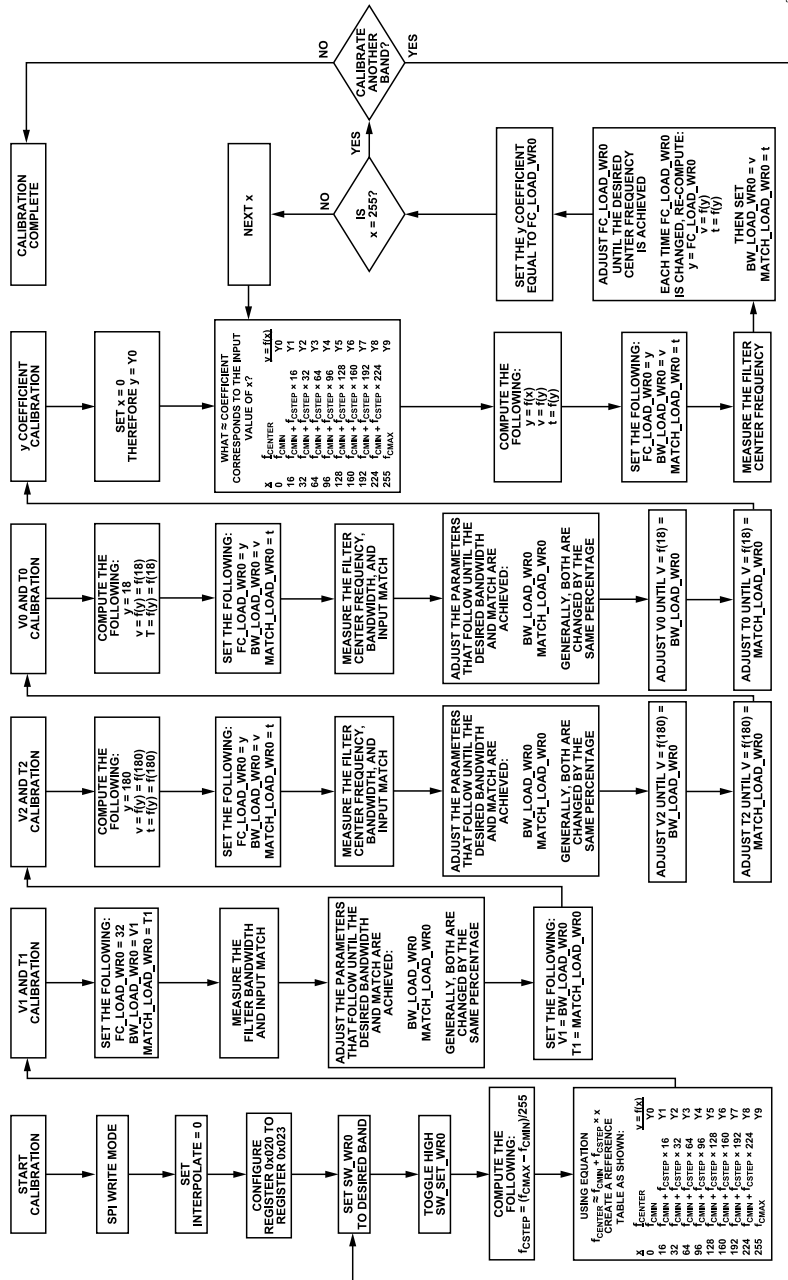 START
CALIBRATION
SPI WRITE MODE
SET
INTERPOLATE = 0
CONFIGURE
REGISTER 0x020 TO
REGISTER 0x023
SET SW_WR0
TO DESIRED BAND
TOGGLE HIGH
SW_SET_WR0
COMPUTE THE
FOLLOWING:
fCSTEP = (fCMAX – fCMIN)/255
USING EQUATION
fCENTER ≈ fCMIN + fCSTEP × x
CREATE A REFERENCE
TABLE AS SHOWN:
x fCENTER y = f(x)
0 fCMIN Y0
16 fCMIN + fCSTEP × 16 Y1
32 fCMIN + fCSTEP × 32 Y2
64 fCMIN + fCSTEP × 64 Y3
96 fCMIN + fCSTEP × 96 Y4
128 fCMIN + fCSTEP × 128 Y5
160 fCMIN + fCSTEP × 160 Y6
192 fCMIN + fCSTEP × 192 Y7
224 fCMIN + fCSTEP × 224 Y8
255 fCMAX Y9
V1 AND T1
CALIBRATION
SET THE FOLLOWING:
FC_LOAD_WR0 = 32
BW_LOAD_WR0 = V1
MATCH_LOAD_WR0 = T1
MEASURE THE
FILTER BANDWIDTH
AND INPUT MATCH
ADJUST THE PARAMETERS
THAT FOLLOW UNTIL THE
DESIRED BANDWIDTH
AND MATCH ARE
ACHIEVED:
BW_LOAD_WR0
MATCH_LOAD_WR0
GENERALLY, BOTH ARE
CHANGED BY THE
SAME PERCENTAGE
SET THE FOLLOWING:
V1 = BW_LOAD_WR0
T1 = MATCH_LOAD_WR0
V2 AND T2
CALIBRATION
COMPUTE THE
FOLLOWING:
y = 180
v = f(y) = f(180)
t = f(y) = f(180)
SET THE FOLLOWING:
FC_LOAD_WR0 = y
BW_LOAD_WR0 = v
MATCH_LOAD_WR0 = t
MEASURE THE FILTER
CENTER FREQUENCY,
BANDWIDTH, AND
INPUT MATCH
ADJUST THE PARAMETERS
THAT FOLLOW UNTIL THE
DESIRED BANDWIDTH
AND MATCH ARE
ACHIEVED:
BW_LOAD_WR0
MATCH_LOAD_WR0
GENERALLY, BOTH ARE
CHANGED BY THE
SAME PERCENTAGE
ADJUST V2 UNTIL V = f(180) =
BW_LOAD_WR0
ADJUST T2 UNTIL V = f(180) =
MATCH_LOAD_WR0
V0 AND T0
CALIBRATION
COMPUTE THE
FOLLOWING:
y = 18
v = f(y) = f(18)
T = f(y) = f(18)
SET THE FOLLOWING:
FC_LOAD_WR0 = y
BW_LOAD_WR0 = v
MATCH_LOAD_WR0 = t
MEASURE THE FILTER
CENTER FREQUENCY,
BANDWIDTH, AND
INPUT MATCH
ADJUST THE PARAMETERS
THAT FOLLOW UNTIL THE
DESIRED BANDWIDTH
AND MATCH ARE
ACHIEVED:
BW_LOAD_WR0
MATCH_LOAD_WR0
GENERALLY, BOTH ARE
CHANGED BY THE
SAME PERCENTAGE
ADJUST V0 UNTIL V = f(18) =
BW_LOAD_WR0
ADJUST T0 UNTIL V = f(18) =
MATCH_LOAD_WR0
y COEFFICIENT
CALIBRATION
SET x = 0
THEREFORE y = Y0
WHAT ≈ COEFFICIENT
CORRESPONDS TO THE INPUT
VALUE OF x?
x fCENTER y = f(x)
0 fCMIN Y0
16 fCMIN + fCSTEP × 16 Y1
32 fCMIN + fCSTEP × 32 Y2
64 fCMIN + fCSTEP × 64 Y3
96 fCMIN + fCSTEP × 96 Y4
128 fCMIN + fCSTEP × 128 Y5
160 fCMIN + fCSTEP × 160 Y6
192 fCMIN + fCSTEP × 192 Y7
224 fCMIN + fCSTEP × 224 Y8
255 fCMAX Y9
COMPUTE THE
FOLLOWING:
y = f(x)
v = f(y)
t = f(y)
SET THE FOLLOWING:
FC_LOAD_WR0 = y
BW_LOAD_WR0 = v
MATCH_LOAD_WR0 = t
MEASURE THE FILTER
CENTER FREQUENCY
CALIBRATION
COMPLETE
NEXT x
NO
IS
x = 255?
YES
SET THE y COEFFICIENT
EQUAL TO FC_LOAD_WR0
ADJUST FC_LOAD_WR0
UNTIL THE DESIRED
CENTER FREQUENCY
IS ACHIEVED
EACH TIME FC_LOAD_WR0
IS CHANGED, RE-COMPUTE:
y = FC_LOAD_WR0
v = f(y)
t = f(y)
THEN SET
BW_LOAD_WR0 = v
MATCH_LOAD_WR0 = t
NO
CALIBRATE
ANOTHER
BAND?
YES